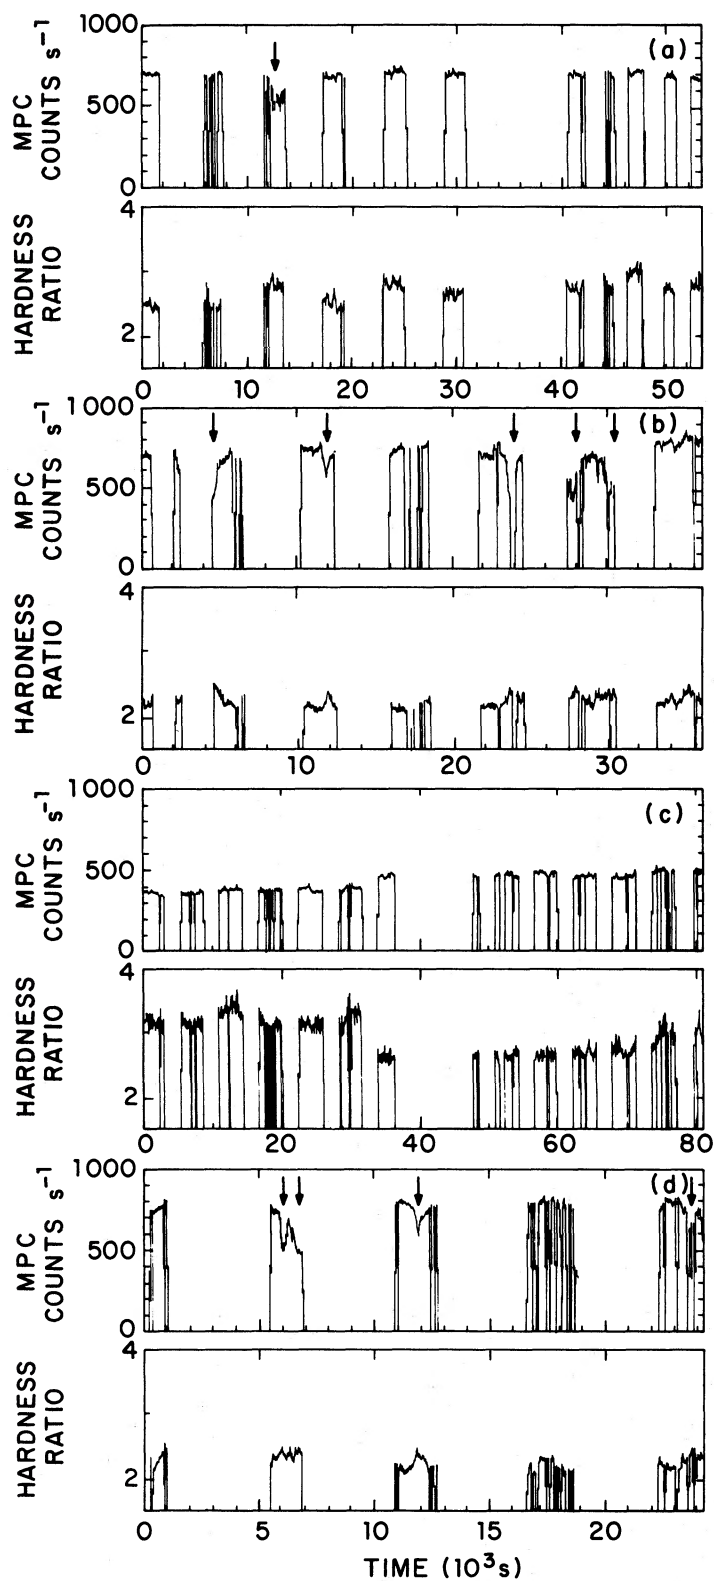 MPC COUNTS s⁻¹
1000
500
0
(a)
HARDNESS RATIO
4
2
0 10 20 30 40 50
MPC COUNTS s⁻¹
1000
500
0
(b)
HARDNESS RATIO
4
2
0 10 20 30
MPC COUNTS s⁻¹
1000
500
0
(c)
HARDNESS RATIO
4
2
0 20 40 60 80
MPC COUNTS s⁻¹
1000
500
0
(d)
HARDNESS RATIO
4
2
0 5 10 15 20
TIME (10³s)